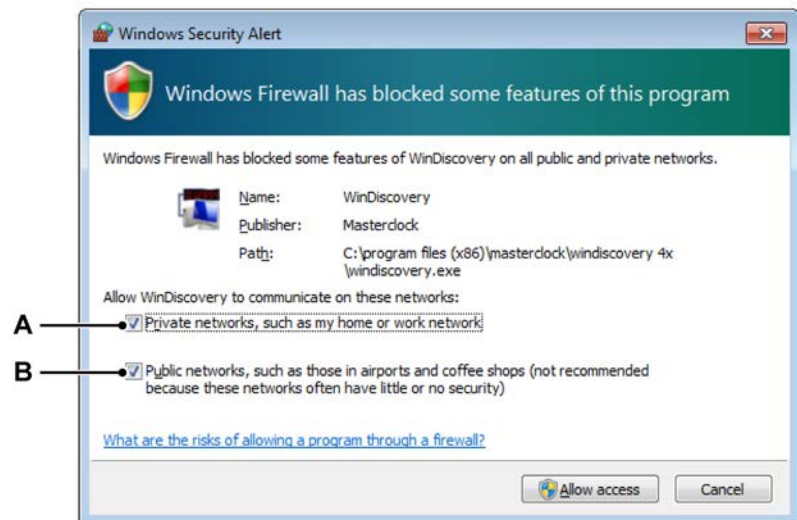 Windows Security Alert
Windows Firewall has blocked some features of this program
Windows Firewall has blocked some features of WinDiscovery on all public and private networks.
Name: WinDiscovery
Publisher: Masterclock
Path: C:\program files (x86)\masterclock\windiscovery 4x
\windiscovery.exe
Allow WinDiscovery to communicate on these networks:
A Private networks, such as my home or work network
B Public networks, such as those in airports and coffee shops (not recommended
because these networks often have little or no security)
What are the risks of allowing a program through a firewall?
Allow access Cancel